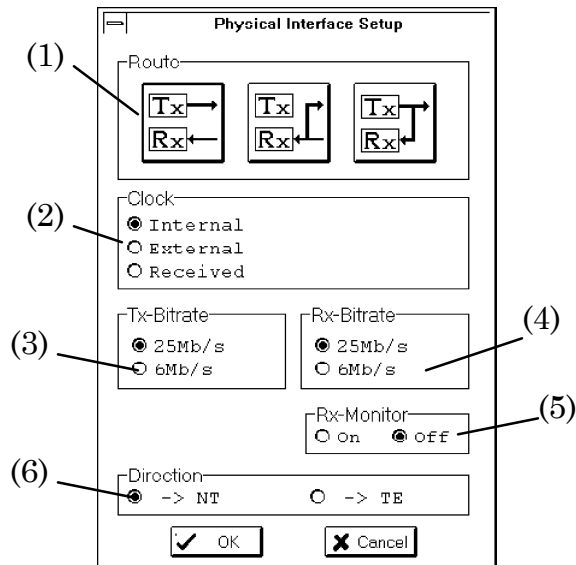 Physical Interface Setup
(1)
Route
Tx Tx Tx
Rx Rx Rx
Clock
(2)
Internal
External
Received
Tx-Bitrate Rx-Bitrate
(3) 25Mb/s 25Mb/s (4)
6Mb/s 6Mb/s
Rx-Monitor
On Off (5)
(6) Direction
-> NT -> TE
OK Cancel